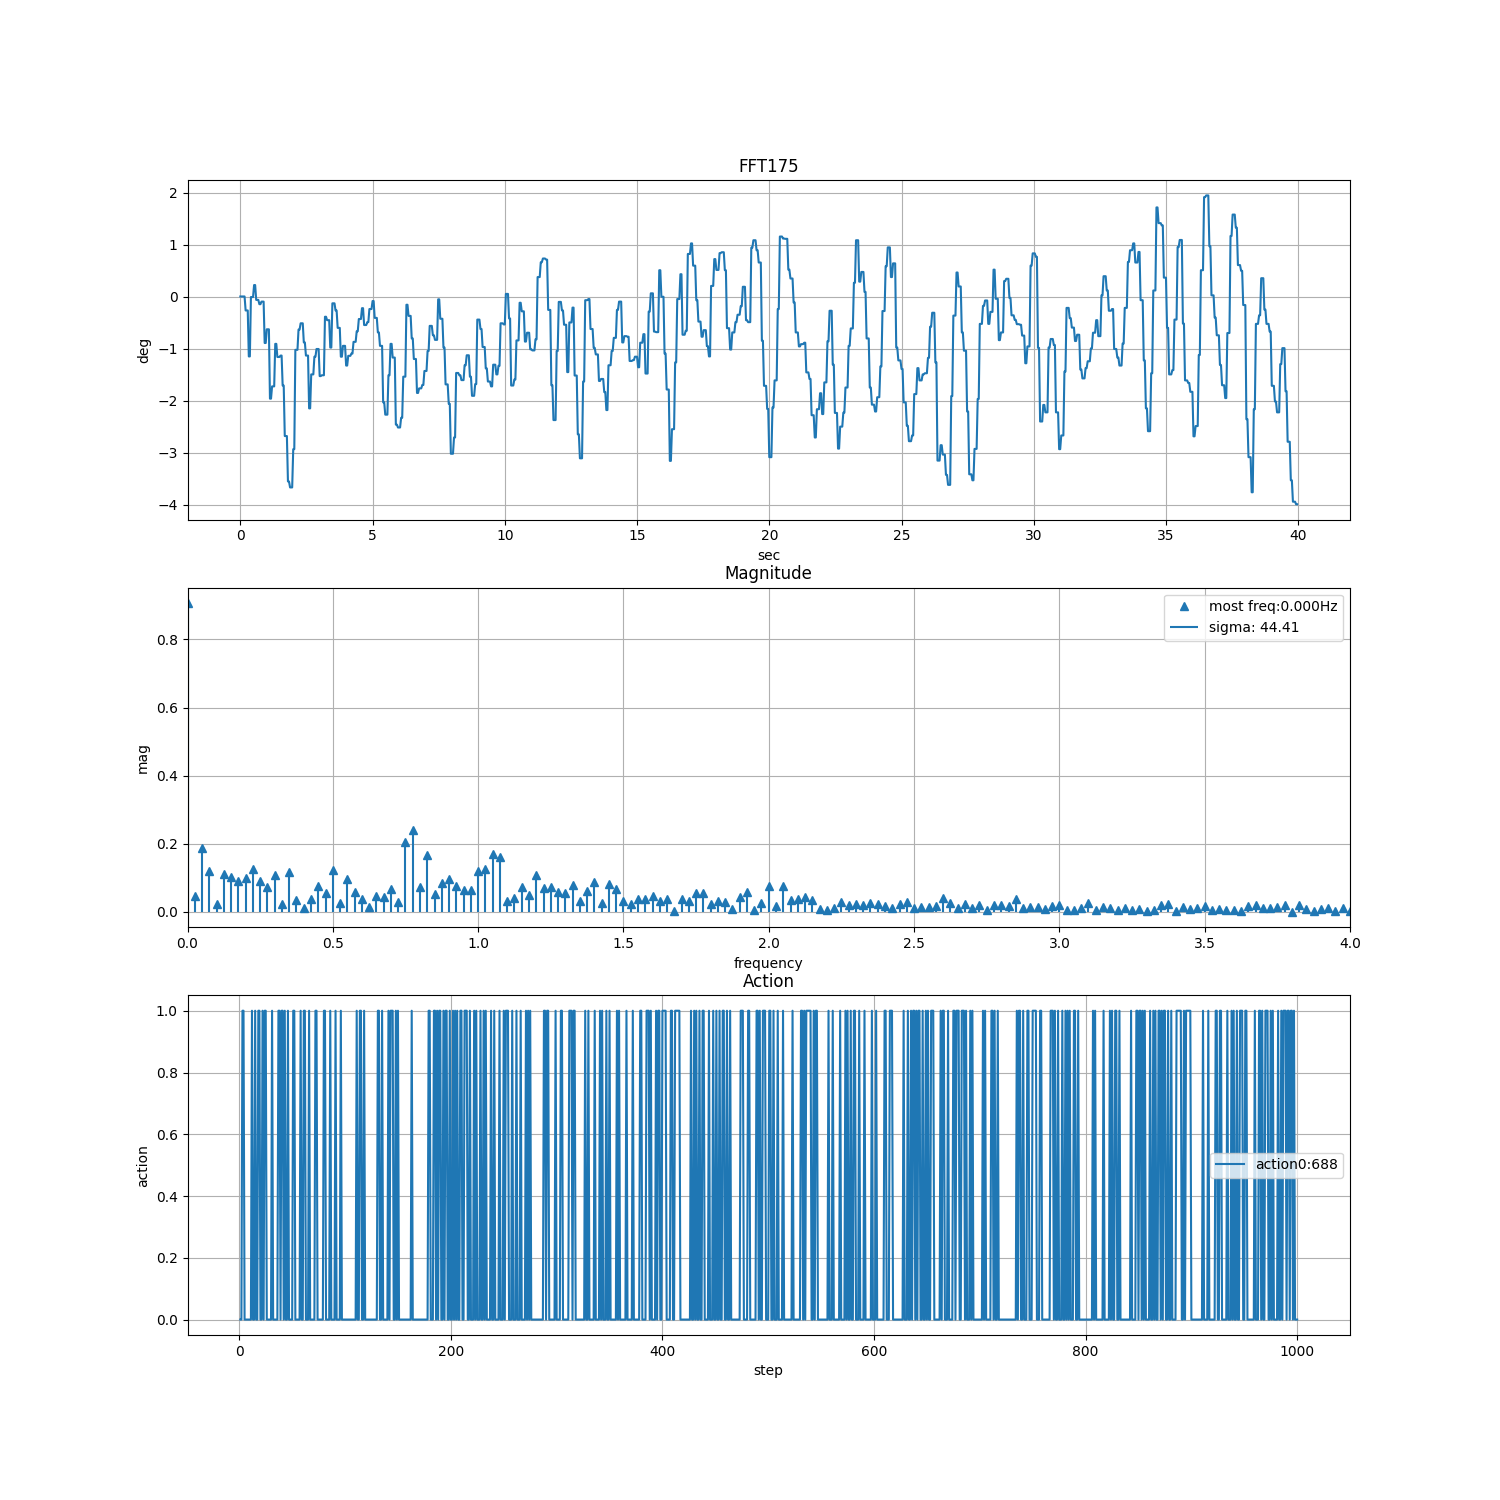 FFT175
2
1
0
−1
−2
−3
−4
deg
0 5 10 15 20 25 30 35 40
sec
Magnitude
most freq:0.000Hz
sigma: 44.41
0.8
0.6
0.4
0.2
0.0
mag
0.0 0.5 1.0 1.5 2.0 2.5 3.0 3.5 4.0
frequency
Action
1.0
0.8
0.6
0.4
0.2
0.0
action
action0:688
0 200 400 600 800 1000
step